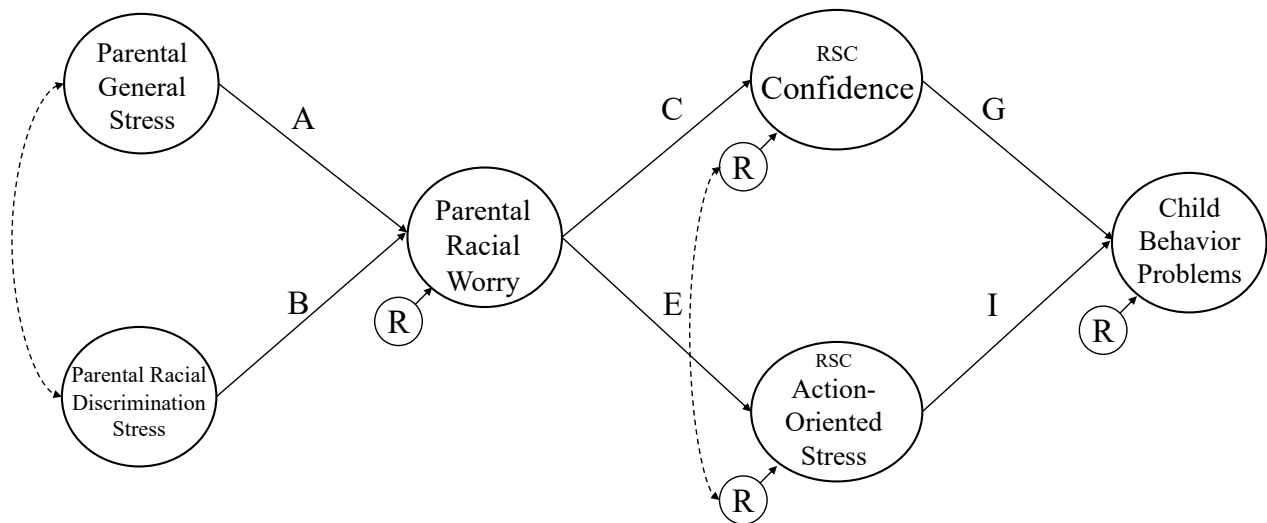 Parental
General
Stress
A
B
Parental Racial
Discrimination
Stress
Parental
Racial
Worry
R
C
E
RSC
Confidence
R
RSC
Action-
Oriented
Stress
R
G
I
Child
Behavior
Problems
R